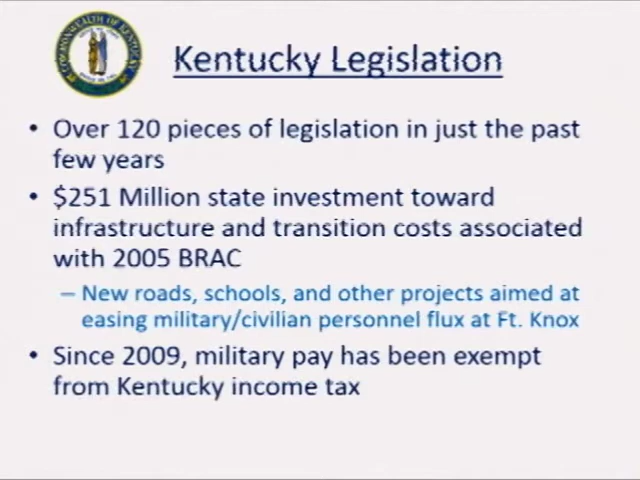 Kentucky Legislation
• Over 120 pieces of legislation in just the past
few years
• $251 Million state investment toward
infrastructure and transition costs associated
with 2005 BRAC
– New roads, schools, and other projects aimed at
easing military/civilian personnel flux at Ft. Knox
• Since 2009, military pay has been exempt
from Kentucky income tax